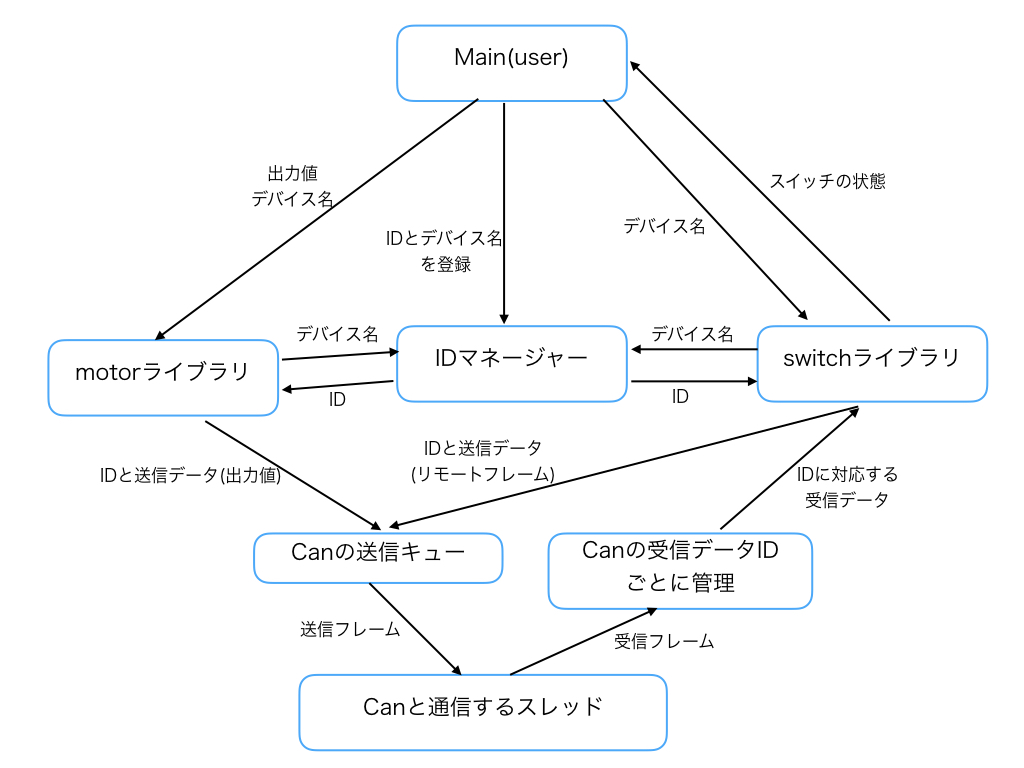 Main(user)
出力値
デバイス名
スイッチの状態
デバイス名
IDとデバイス名
を登録
デバイス名
デバイス名
motorライブラリ
IDマネージャー
switchライブラリ
ID
ID
IDと送信データ(出力値)
IDと送信データ
(リモートフレーム)
IDに対応する
受信データ
Canの送信キュー
Canの受信データID
ごとに管理
送信フレーム
受信フレーム
Canと通信するスレッド